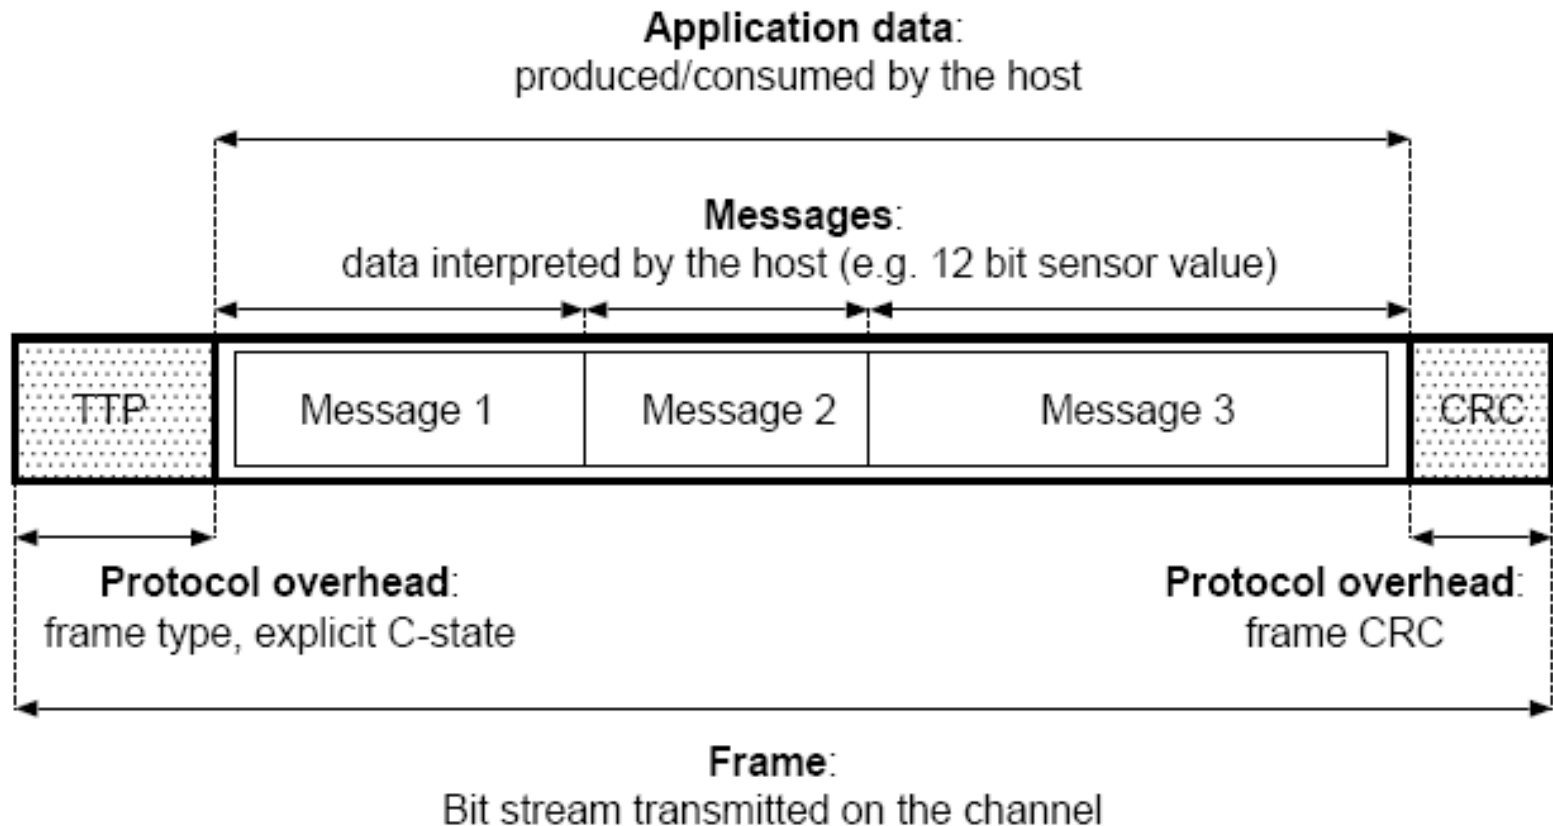 Application data:
produced/consumed by the host
Messages:
data interpreted by the host (e.g. 12 bit sensor value)
TTP
Message 1
Message 2
Message 3
CRC
Protocol overhead:
frame type, explicit C-state
Protocol overhead:
frame CRC
Frame:
Bit stream transmitted on the channel